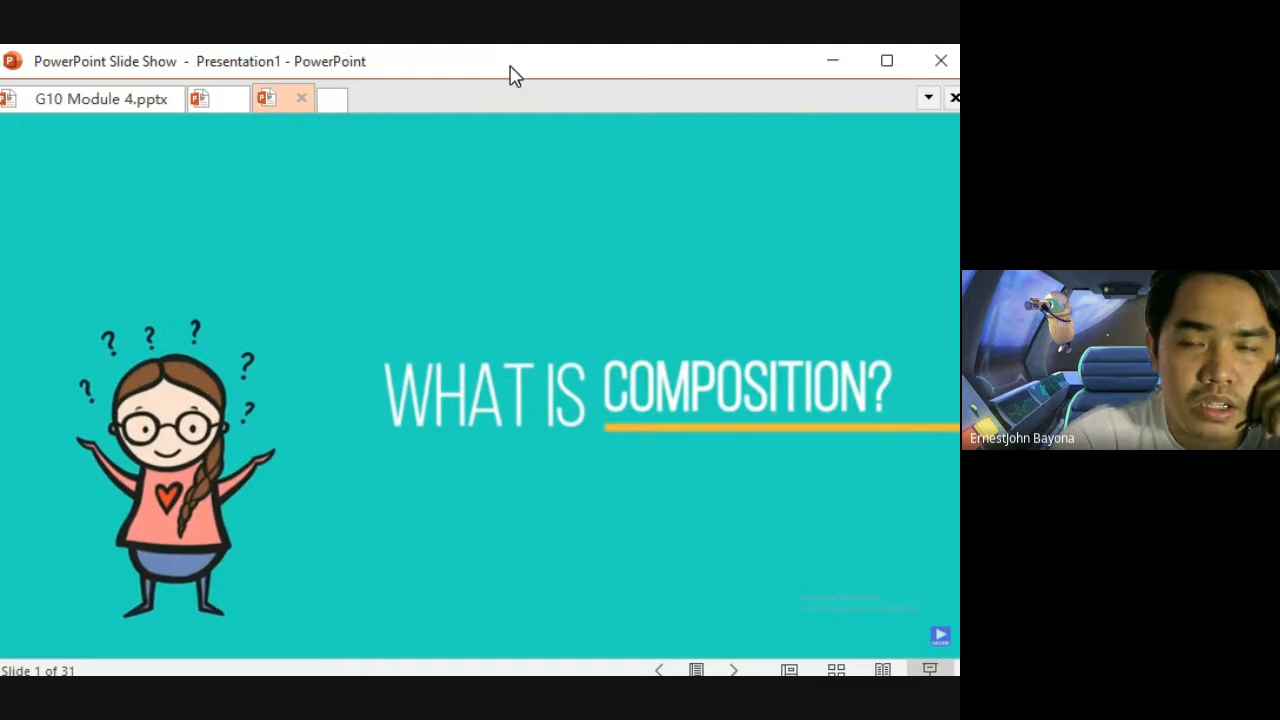 PowerPoint Slide Show - Presentation1 - PowerPoint
G10 Module 4.pptx
? ? ? ? ? ?
WHAT IS COMPOSITION?
ErnestJohn Bayona
Slide 1 of 31